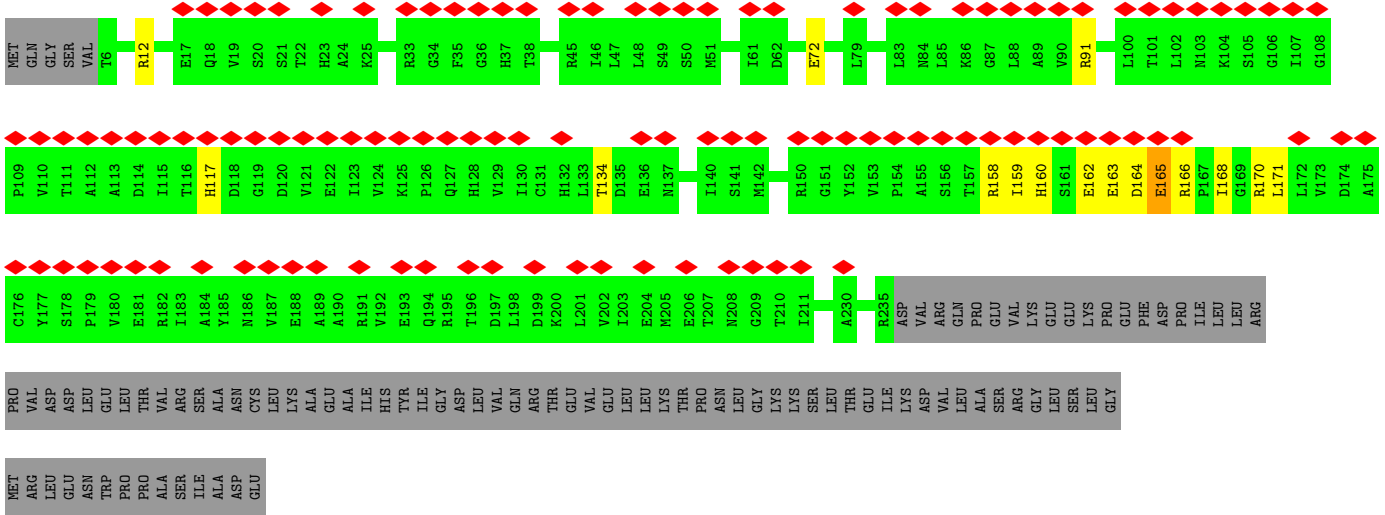 MET GLN GLY SER VAL T6 R12 E17 Q18 V19 S20 S21 T22 H23 A24 K25 R33 G34 F35 G36 H37 T38 R45 I46 L47 L48 S49 S50 M51 I61 D62 E72 L79 L83 N84 L85 K86 G87 L88 A89 V90 R91 L100 T101 L102 N103 K104 S105 G106 I107 G108
P109 V110 T111 A112 A113 D114 I115 T116 H117 D118 G119 D120 V121 E122 I123 V124 K125 P126 Q127 H128 V129 I130 C131 H132 L133 T134 D135 E136 N137 I140 S141 M142 R150 G151 Y152 V153 P154 A155 S156 T157 R158 I159 H160 S161 E162 E163 D164 E165 R166 P167 I168 G169 R170 L171 L172 V173 D174 A175
C176 Y177 S178 P179 V180 E181 R182 I183 A184 Y185 N186 V187 E188 A189 A190 R191 V192 E193 Q194 R195 T196 D197 L198 D199 K200 L201 V202 I203 E204 M205 E206 T207 N208 G209 T210 I211 A230 R235 ASP VAL ARG GLN PRO GLU VAL LYS GLU GLU LYS PRO GLU PHE ASP PRO ILE LEU LEU ARG
PRO VAL ASP ASP LEU GLU LEU THR VAL ARG SER ALA ASN CYS LEU LYS ALA GLU ALA ILE HIS TYR ILE GLY ASP LEU VAL GLN ARG THR GLU VAL GLU LEU LEU LYS THR PRO ASN LEU GLY LYS LYS SER LEU THR GLU ILE LYS ASP VAL LEU ALA SER ARG GLY LEU SER LEU GLY
MET ARG LEU GLU ASN TRP PRO PRO ALA SER ILE ALA ASP GLU